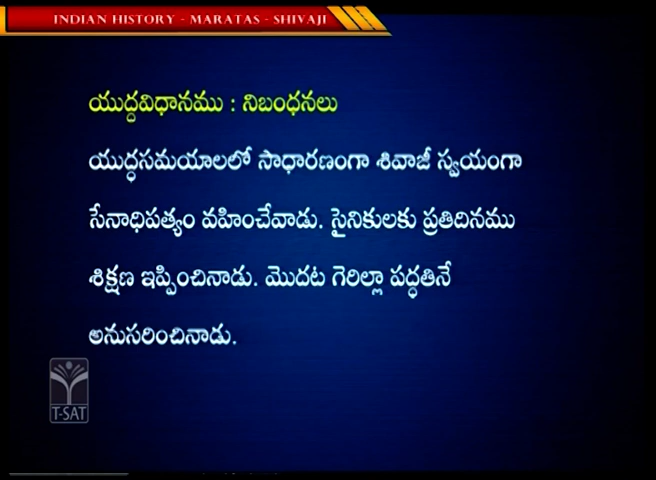 INDIAN HISTORY - MARATAS - SHIVAJI
యుద్ధవిధానము : నిబంధనలు
యుద్ధసమయాలలో సాధారణంగా శివాజీ స్వయంగా
సేనాధిపత్యం వహించేవాడు. సైనికులకు ప్రతిదినము
శిక్షణ ఇప్పించినాడు. మొదట గెరిల్లా పద్ధతినే
అనుసరించినాడు.
T-SAT